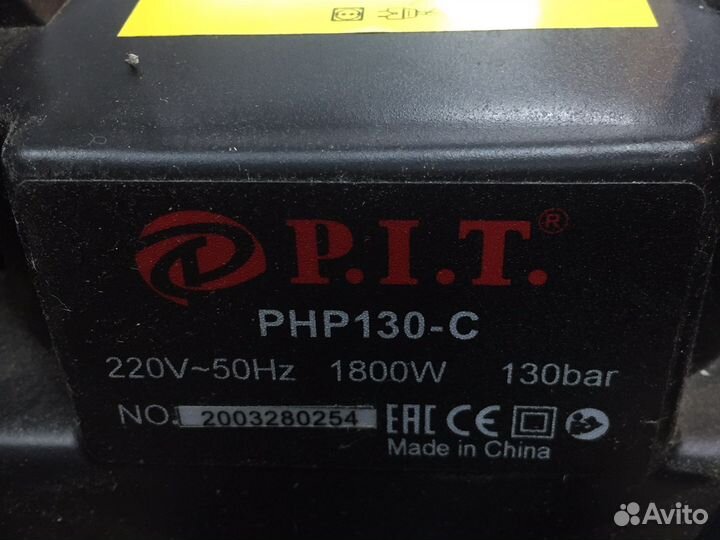 P.I.T.®
PHP130-C
220V~50Hz 1800W 130bar
NO. 2003280254 EAC CE
Made in China
Avito